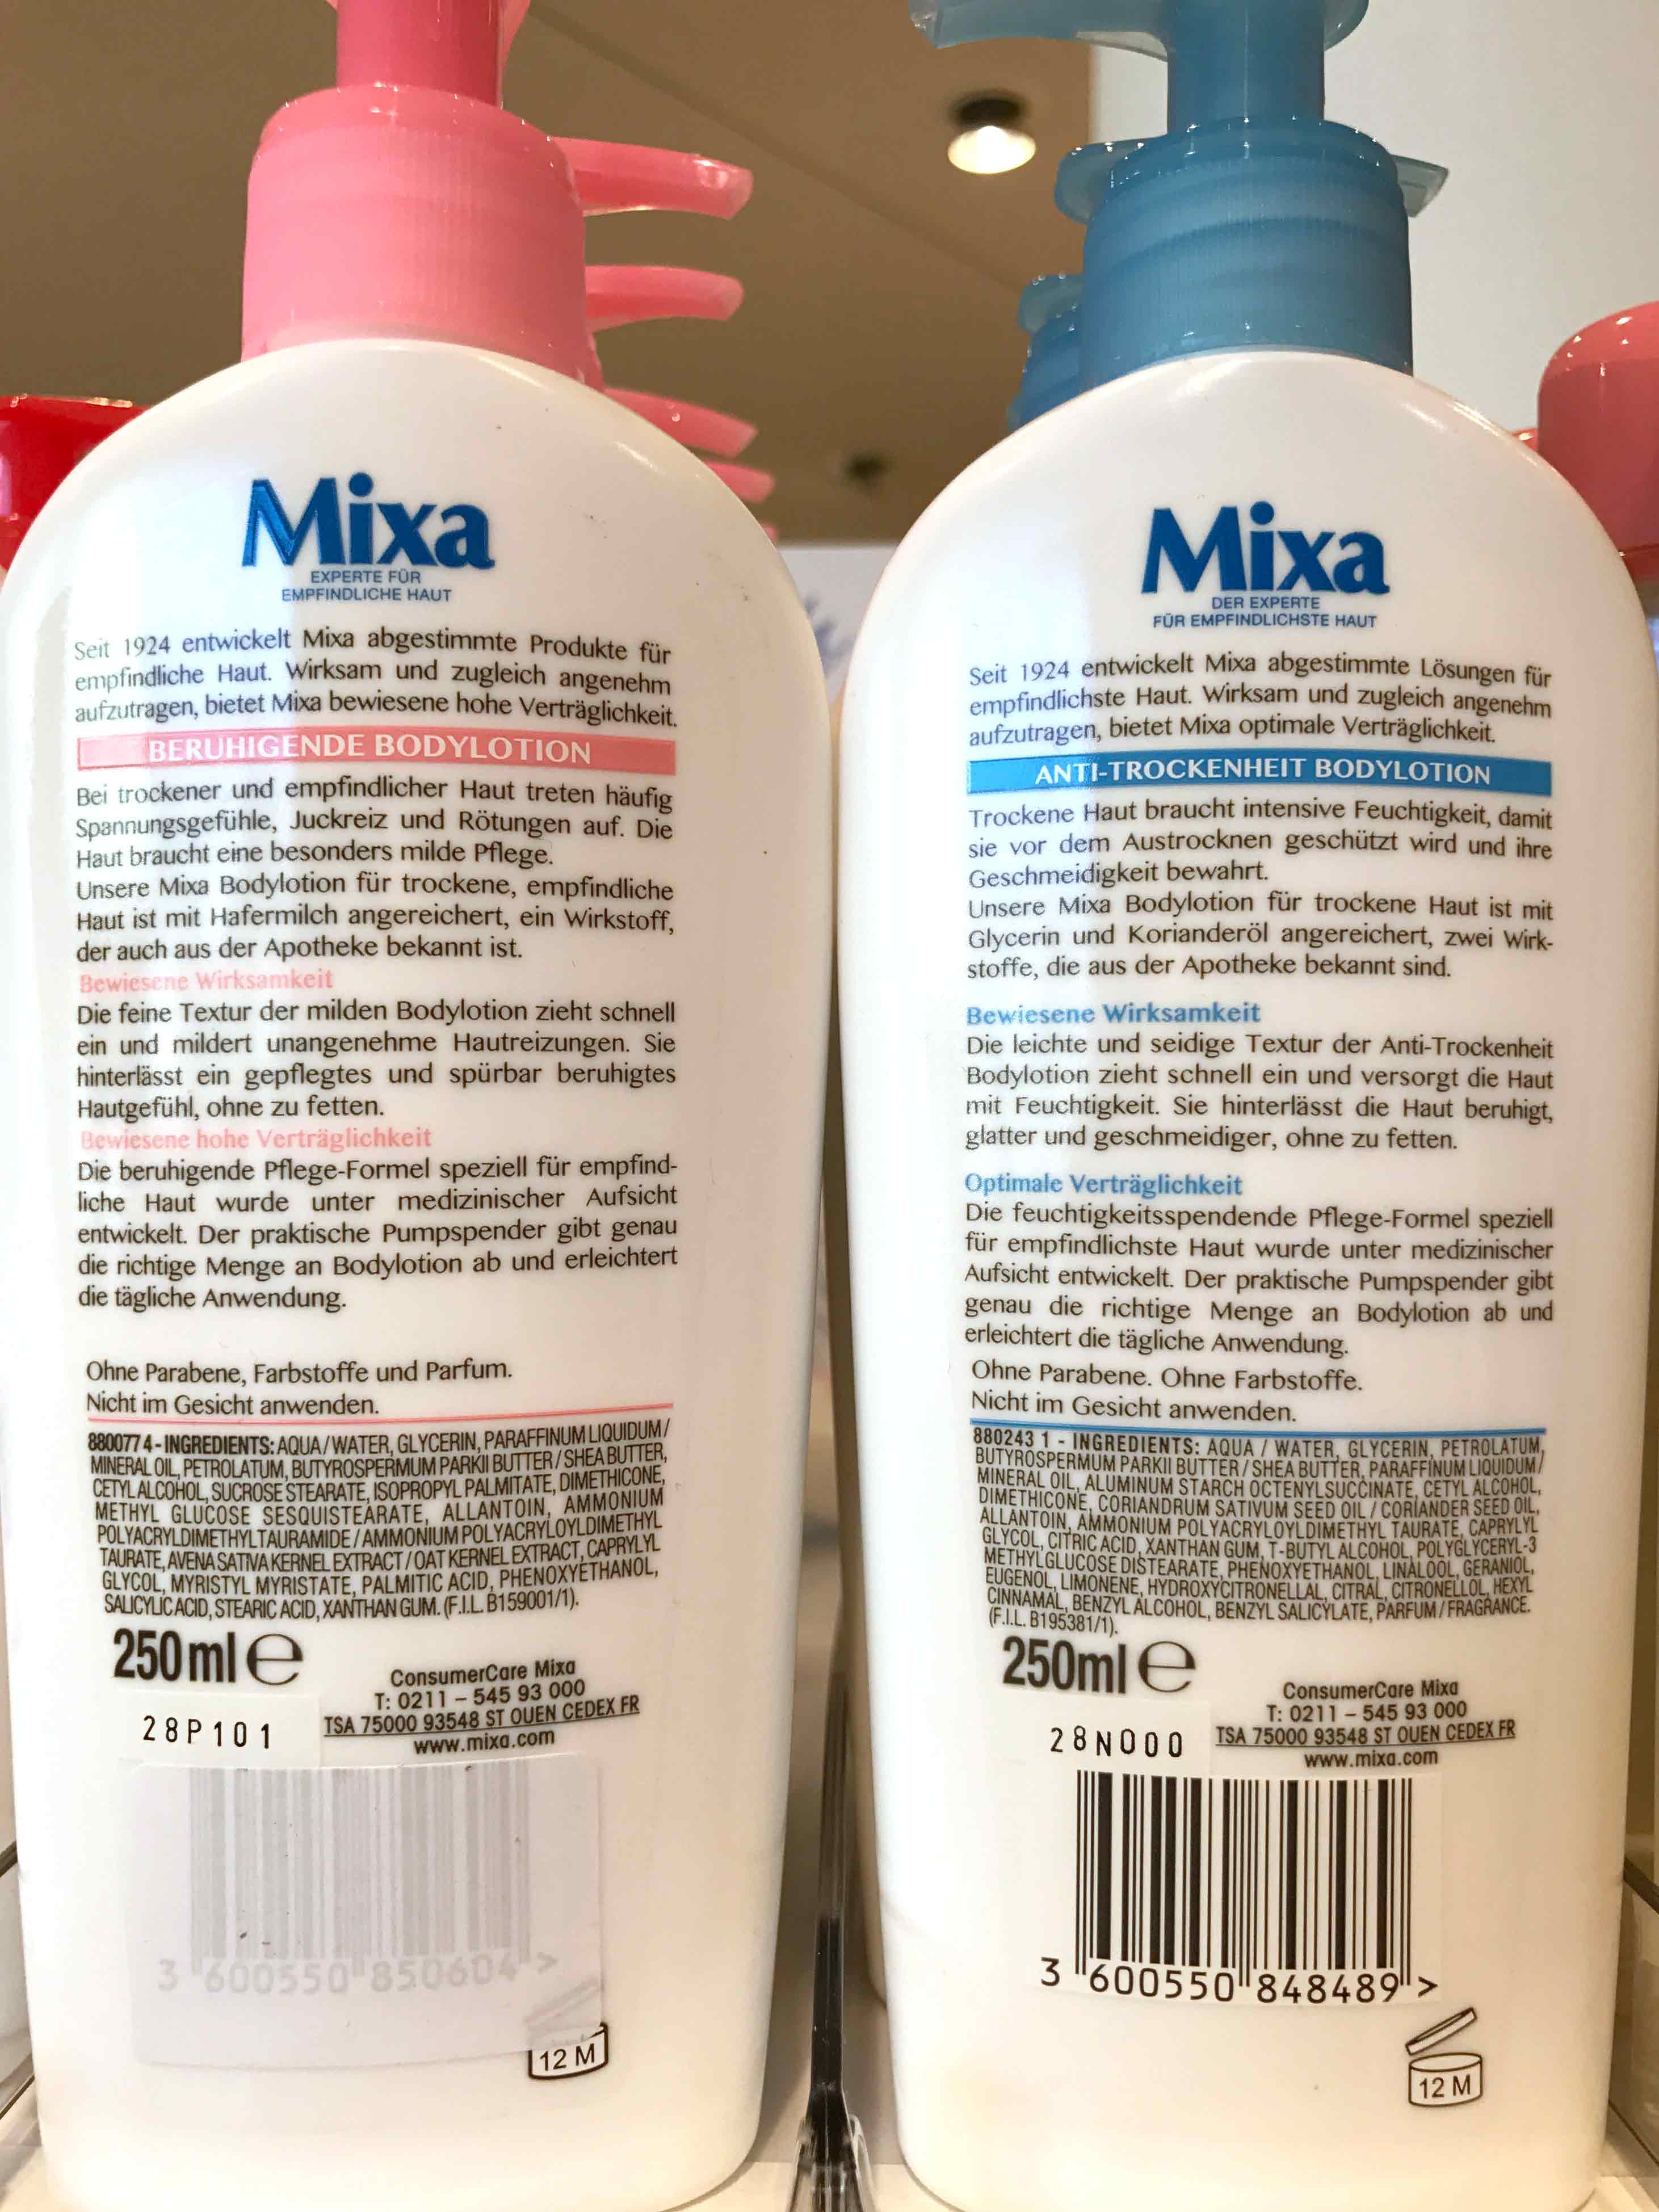 Mixa
EXPERTE FÜR
EMPFINDLICHE HAUT
Seit 1924 entwickelt Mixa abgestimmte Produkte für
empfindliche Haut. Wirksam und zugleich angenehm
aufzutragen, bietet Mixa bewiesene hohe Verträglichkeit.
BERUHIGENDE BODYLOTION
Bei trockener und empfindlicher Haut treten häufig
Spannungsgefühle, Juckreiz und Rötungen auf. Die
Haut braucht eine besonders milde Pflege.
Unsere Mixa Bodylotion für trockene, empfindliche
Haut ist mit Hafermilch angereichert, ein Wirkstoff,
der auch aus der Apotheke bekannt ist.
Bewiesene Wirksamkeit
Die feine Textur der milden Bodylotion zieht schnell
ein und mildert unangenehme Hautreizungen. Sie
hinterlässt ein gepflegtes und spürbar beruhigtes
Hautgefühl, ohne zu fetten.
Bewiesene hohe Verträglichkeit
Die beruhigende Pflege-Formel speziell für empfind-
liche Haut wurde unter medizinischer Aufsicht
entwickelt. Der praktische Pumpspender gibt genau
die richtige Menge an Bodylotion ab und erleichtert
die tägliche Anwendung.
Ohne Parabene, Farbstoffe und Parfum.
Nicht im Gesicht anwenden.
880077 4 - INGREDIENTS: AQUA / WATER, GLYCERIN, PARAFFINUM LIQUIDUM /
MINERAL OIL, PETROLATUM, BUTYROSPERMUM PARKII BUTTER / SHEA BUTTER,
CETYL ALCOHOL, SUCROSE STEARATE, ISOPROPYL PALMITATE, DIMETHICONE,
METHYL GLUCOSE SESQUISTEARATE, ALLANTOIN, AMMONIUM
POLYACRYLDIMETHYLTAURAMIDE / AMMONIUM POLYACRYLOYLDIMETHYL
TAURATE, AVENA SATIVA KERNEL EXTRACT / OAT KERNEL EXTRACT, CAPRYLYL
GLYCOL, MYRISTYL MYRISTATE, PALMITIC ACID, PHENOXYETHANOL,
SALICYLIC ACID, STEARIC ACID, XANTHAN GUM. (F.I.L. B159001/1).
250 ml e
ConsumerCare Mixa
T: 0211 – 545 93 000
TSA 75000 93548 ST OUEN CEDEX FR
www.mixa.com
28P101
3 600550 850604 >
12 M
Mixa
DER EXPERTE
FÜR EMPFINDLICHSTE HAUT
Seit 1924 entwickelt Mixa abgestimmte Lösungen für
empfindlichste Haut. Wirksam und zugleich angenehm
aufzutragen, bietet Mixa optimale Verträglichkeit.
ANTI-TROCKENHEIT BODYLOTION
Trockene Haut braucht intensive Feuchtigkeit, damit
sie vor dem Austrocknen geschützt wird und ihre
Geschmeidigkeit bewahrt.
Unsere Mixa Bodylotion für trockene Haut ist mit
Glycerin und Korianderöl angereichert, zwei Wirk-
stoffe, die aus der Apotheke bekannt sind.
Bewiesene Wirksamkeit
Die leichte und seidige Textur der Anti-Trockenheit
Bodylotion zieht schnell ein und versorgt die Haut
mit Feuchtigkeit. Sie hinterlässt die Haut beruhigt,
glatter und geschmeidiger, ohne zu fetten.
Optimale Verträglichkeit
Die feuchtigkeitsspendende Pflege-Formel speziell
für empfindlichste Haut wurde unter medizinischer
Aufsicht entwickelt. Der praktische Pumpspender gibt
genau die richtige Menge an Bodylotion ab und
erleichtert die tägliche Anwendung.
Ohne Parabene. Ohne Farbstoffe.
Nicht im Gesicht anwenden.
880243 1 - INGREDIENTS: AQUA / WATER, GLYCERIN, PETROLATUM,
BUTYROSPERMUM PARKII BUTTER / SHEA BUTTER, PARAFFINUM LIQUIDUM /
MINERAL OIL, ALUMINUM STARCH OCTENYLSUCCINATE, CETYL ALCOHOL,
DIMETHICONE, CORIANDRUM SATIVUM SEED OIL / CORIANDER SEED OIL,
ALLANTOIN, AMMONIUM POLYACRYLOYLDIMETHYL TAURATE, CAPRYLYL
GLYCOL, CITRIC ACID, XANTHAN GUM, T-BUTYL ALCOHOL, POLYGLYCERYL-3
METHYLGLUCOSE DISTEARATE, PHENOXYETHANOL, LINALOOL, GERANIOL,
EUGENOL, LIMONENE, HYDROXYCITRONELLAL, CITRAL, CITRONELLOL, HEXYL
CINNAMAL, BENZYL ALCOHOL, BENZYL SALICYLATE, PARFUM / FRAGRANCE.
(F.I.L. B195381/1).
250ml e
ConsumerCare Mixa
T: 0211 – 545 93 000
TSA 75000 93548 ST OUEN CEDEX FR
www.mixa.com
28N000
3 600550 848489 >
12 M